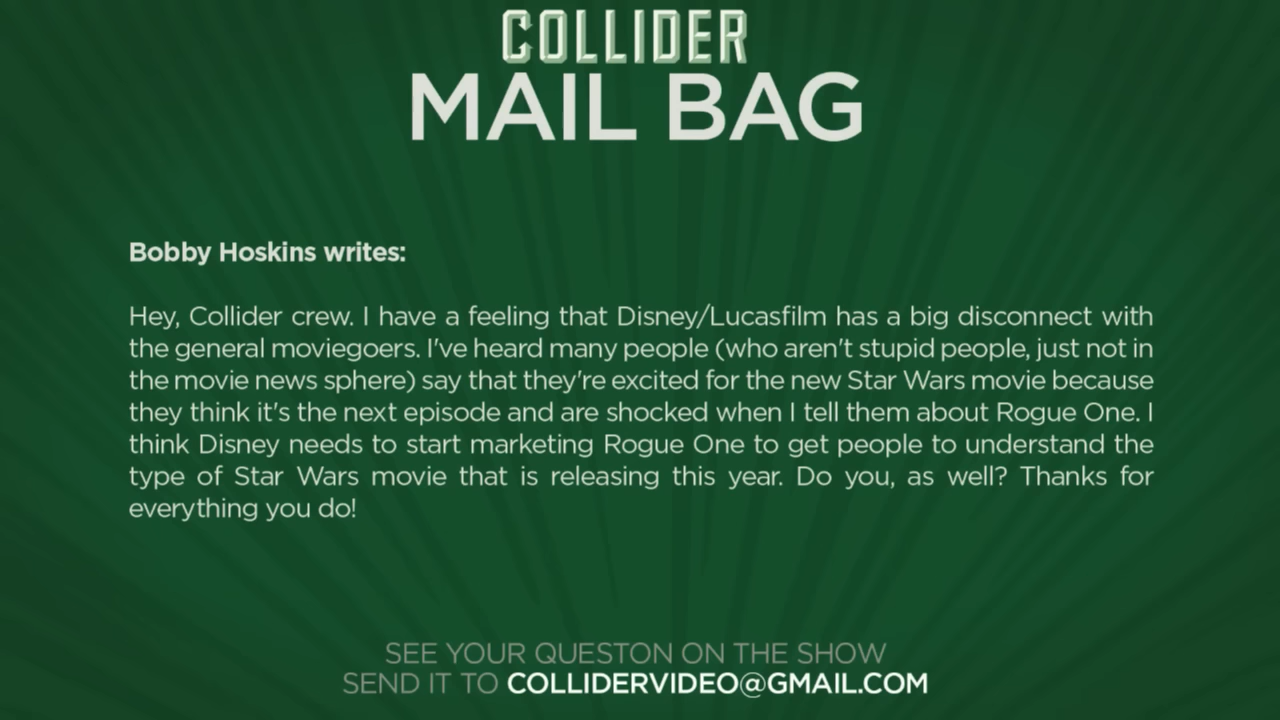 COLLIDER
MAIL BAG
Bobby Hoskins writes:
Hey, Collider crew. I have a feeling that Disney/Lucasfilm has a big disconnect with
the general moviegoers. I've heard many people (who aren't stupid people, just not in
the movie news sphere) say that they're excited for the new Star Wars movie because
they think it's the next episode and are shocked when I tell them about Rogue One. I
think Disney needs to start marketing Rogue One to get people to understand the
type of Star Wars movie that is releasing this year. Do you, as well? Thanks for
everything you do!
SEE YOUR QUESTON ON THE SHOW
SEND IT TO COLLIDERVIDEO@GMAIL.COM